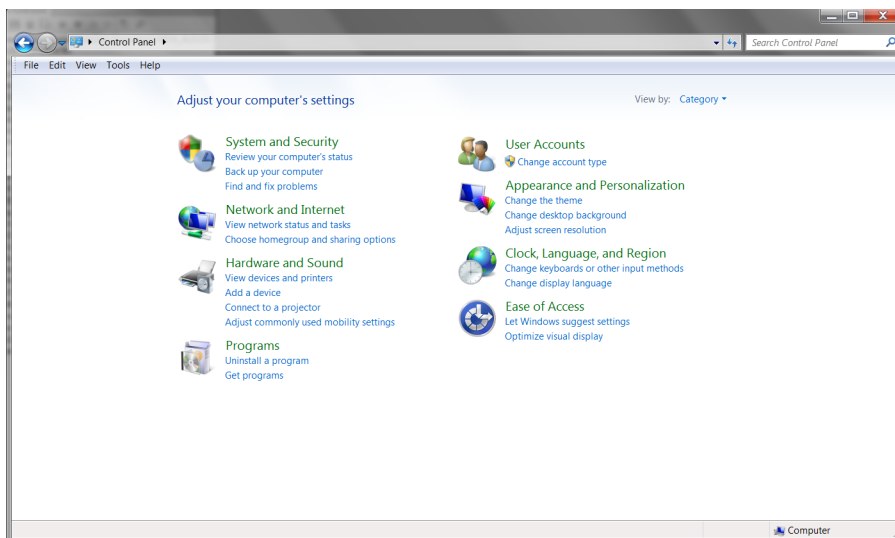 Control Panel
Search Control Panel
File Edit View Tools Help
Adjust your computer's settings
View by: Category
System and Security
Review your computer's status
Back up your computer
Find and fix problems
Network and Internet
View network status and tasks
Choose homegroup and sharing options
Hardware and Sound
View devices and printers
Add a device
Connect to a projector
Adjust commonly used mobility settings
Programs
Uninstall a program
Get programs
User Accounts
Change account type
Appearance and Personalization
Change the theme
Change desktop background
Adjust screen resolution
Clock, Language, and Region
Change keyboards or other input methods
Change display language
Ease of Access
Let Windows suggest settings
Optimize visual display
Computer